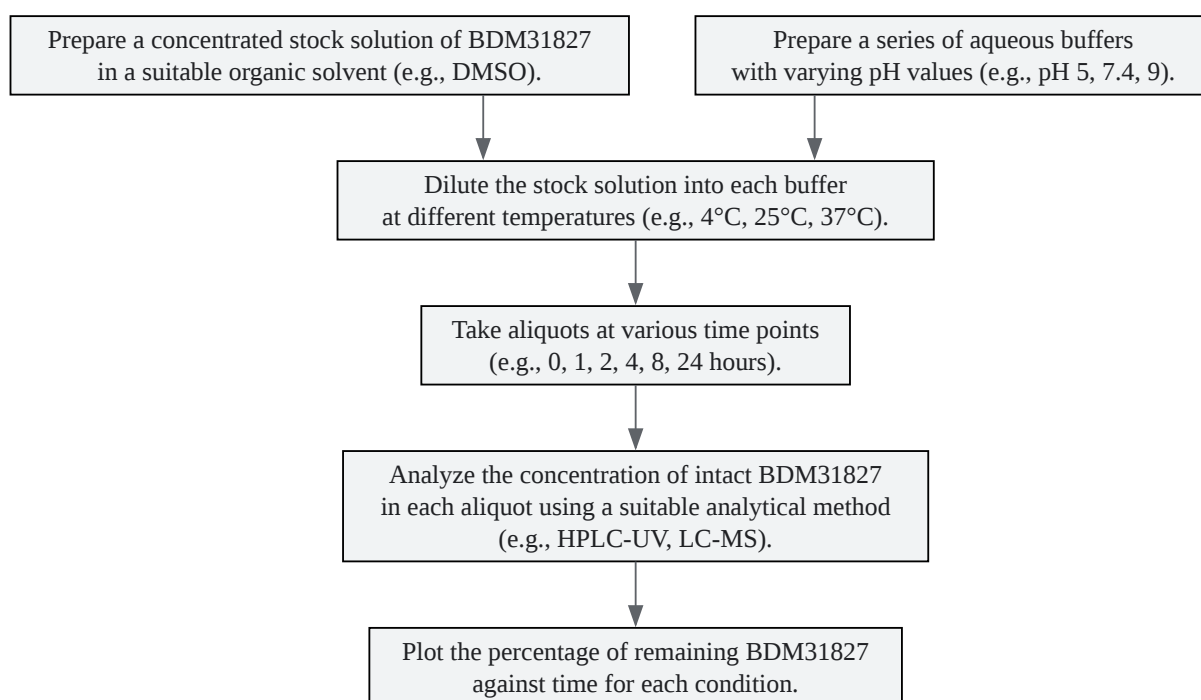 Prepare a concentrated stock solution of BDM31827
in a suitable organic solvent (e.g., DMSO).
Prepare a series of aqueous buffers
with varying pH values (e.g., pH 5, 7.4, 9).
Dilute the stock solution into each buffer
at different temperatures (e.g., 4°C, 25°C, 37°C).
Take aliquots at various time points
(e.g., 0, 1, 2, 4, 8, 24 hours).
Analyze the concentration of intact BDM31827
in each aliquot using a suitable analytical method
(e.g., HPLC-UV, LC-MS).
Plot the percentage of remaining BDM31827
against time for each condition.